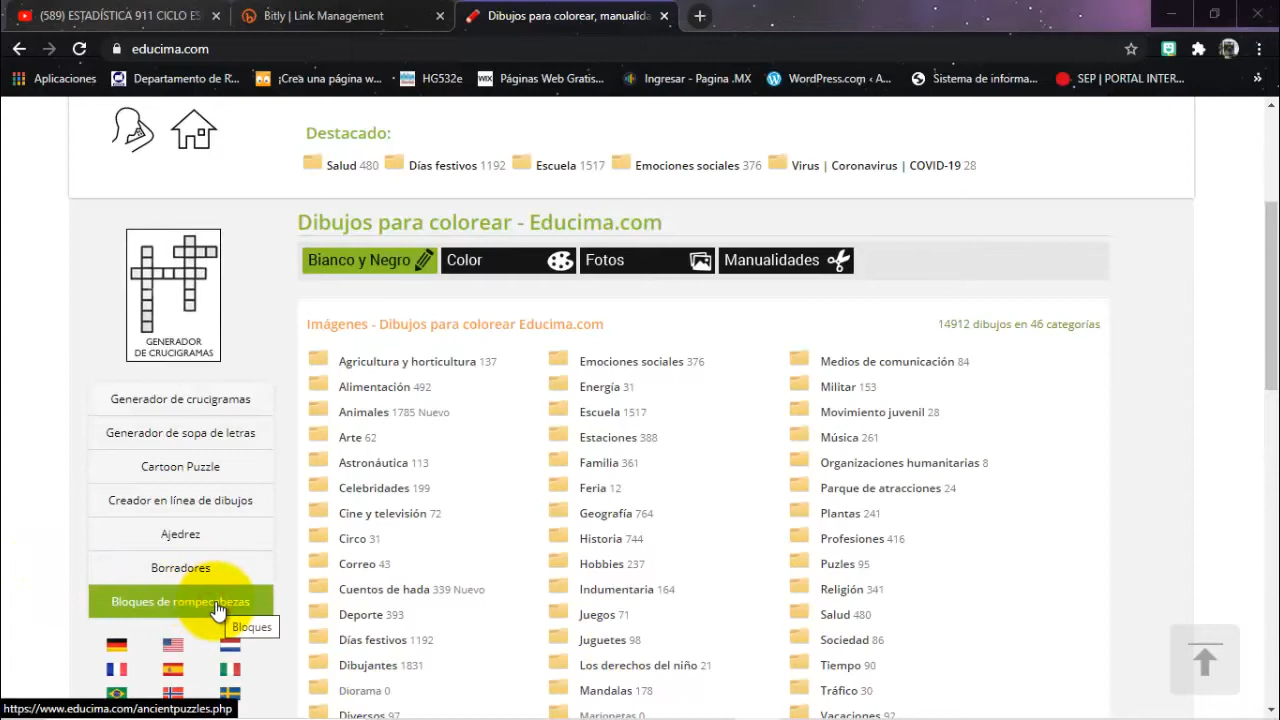 (589) ESTADÍSTICA 911 CICLO ES
Bitly | Link Management
Dibujos para colorear, manualida
educima.com
Aplicaciones
Departamento de R...
¡Crea una página w...
HG532e
WIX
Páginas Web Gratis...
Ingresar - Pagina .MX
WordPress.com ‹ A...
Sistema de informa...
SEP | PORTAL INTER...
Destacado:
Salud 480
Días festivos 1192
Escuela 1517
Emociones sociales 376
Virus | Coronavirus | COVID-19 28
Dibujos para colorear - Educima.com
Bianco y Negro
Color
Fotos
Manualidades
GENERADOR
DE CRUCIGRAMAS
Generador de crucigramas
Generador de sopa de letras
Cartoon Puzzle
Creador en línea de dibujos
Ajedrez
Borradores
Bloques de rompecabezas
Bloques
Imágenes - Dibujos para colorear Educima.com
14912 dibujos en 46 categorías
Agricultura y horticultura 137
Alimentación 492
Animales 1785 Nuevo
Arte 62
Astronáutica 113
Celebridades 199
Cine y televisión 72
Circo 31
Correo 43
Cuentos de hada 339 Nuevo
Deporte 393
Días festivos 1192
Dibujantes 1831
Diorama 0
Diversos 97
Emociones sociales 376
Energía 31
Escuela 1517
Estaciones 388
Familia 361
Feria 12
Geografía 764
Historia 744
Hobbies 237
Indumentaria 164
Juegos 71
Juguetes 98
Los derechos del niño 21
Mandalas 178
Marionetas 0
Medios de comunicación 84
Militar 153
Movimiento juvenil 28
Música 261
Organizaciones humanitarias 8
Parque de atracciones 24
Plantas 241
Profesiones 416
Puzles 95
Religión 341
Salud 480
Sociedad 86
Tiempo 90
Tráfico 30
Vacaciones 92
https://www.educima.com/ancientpuzzles.php